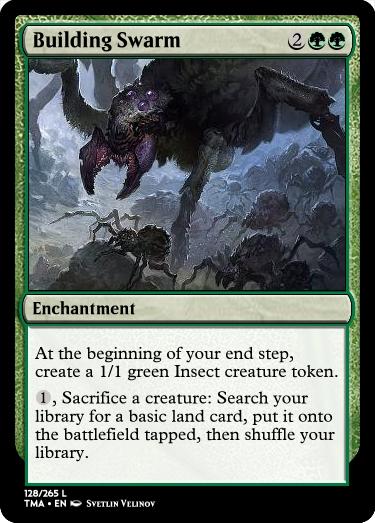 Building Swarm 2
Enchantment
At the beginning of your end step,
create a 1/1 green Insect creature token.
1, Sacrifice a creature: Search your
library for a basic land card, put it onto
the battlefield tapped, then shuffle your
library.
128/265 L
TMA • EN Svetlin Velinov